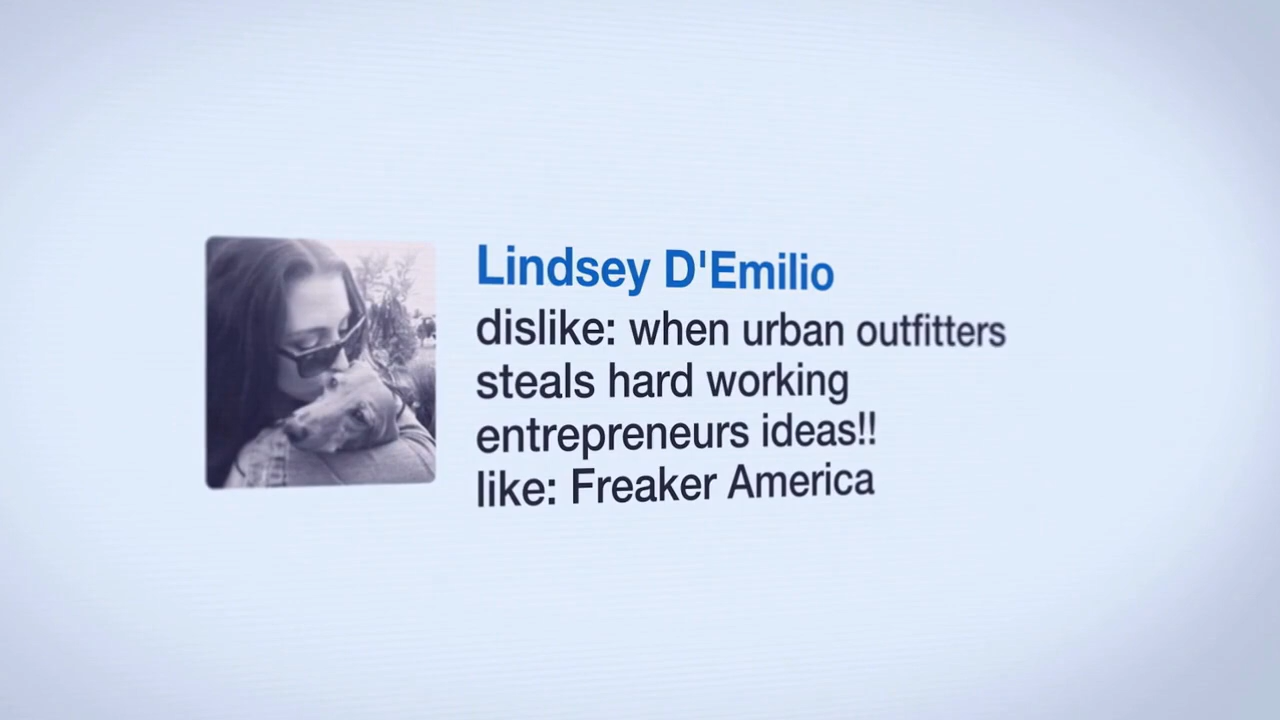 Lindsey D'Emilio
dislike: when urban outfitters
steals hard working
entrepreneurs ideas!!
like: Freaker America